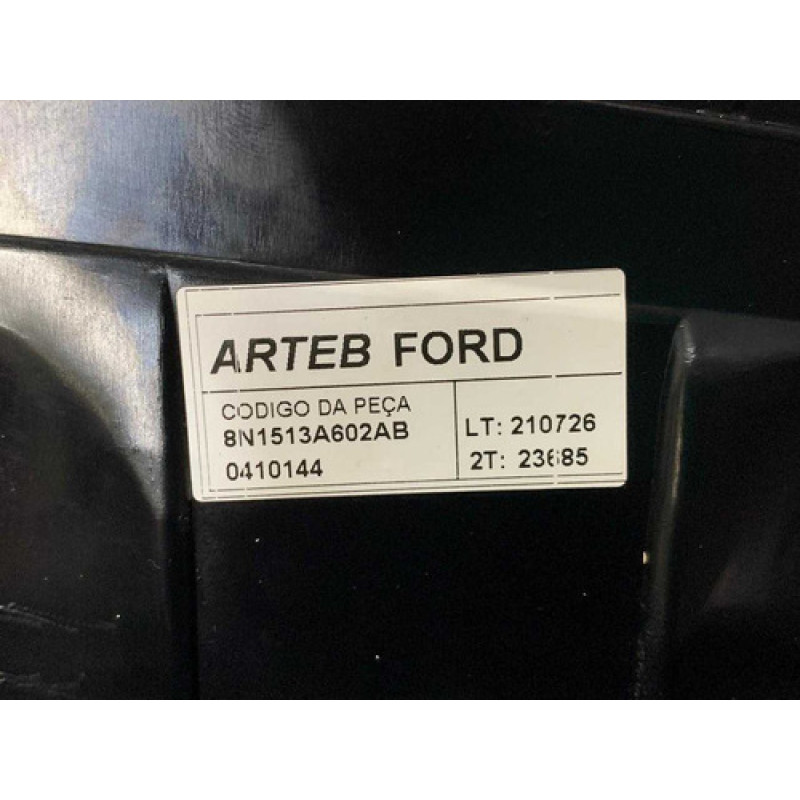 ARTEB FORD
CODIGO DA PEÇA
8N1513A602AB
0410144
LT: 210726
2T: 23685